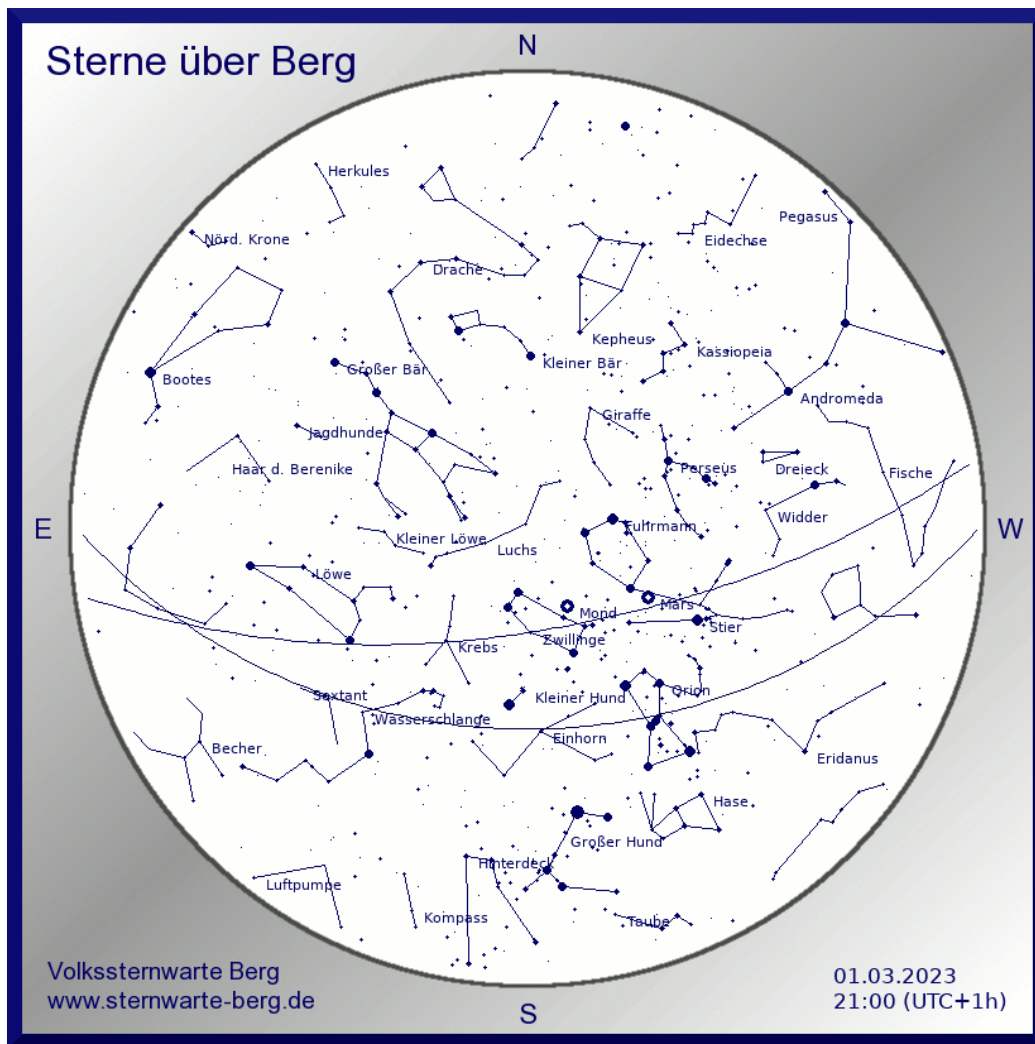 N
Sterne über Berg
Herkules
Pegasus
Nörd. Krone
Eidechse
Drache
Kepheus
Kassiopeia
Kleiner Bär
Großer Bär
Bootes
Andromeda
Giraffe
Jagdhunde
Haar d. Berenike
Perseus
Dreieck
Fische
Widder
E
Fuhrmann
W
Kleiner Löwe
Luchs
Löwe
Mars
Mond
Stier
Zwillinge
Krebs
Orion
Sextant
Kleiner Hund
Wasserschlange
Einhorn
Becher
Eridanus
Hase
Großer Hund
Hinterdeck
Luftpumpe
Kompass
Taube
Volkssternwarte Berg
www.sternwarte-berg.de
01.03.2023
21:00 (UTC+1h)
S